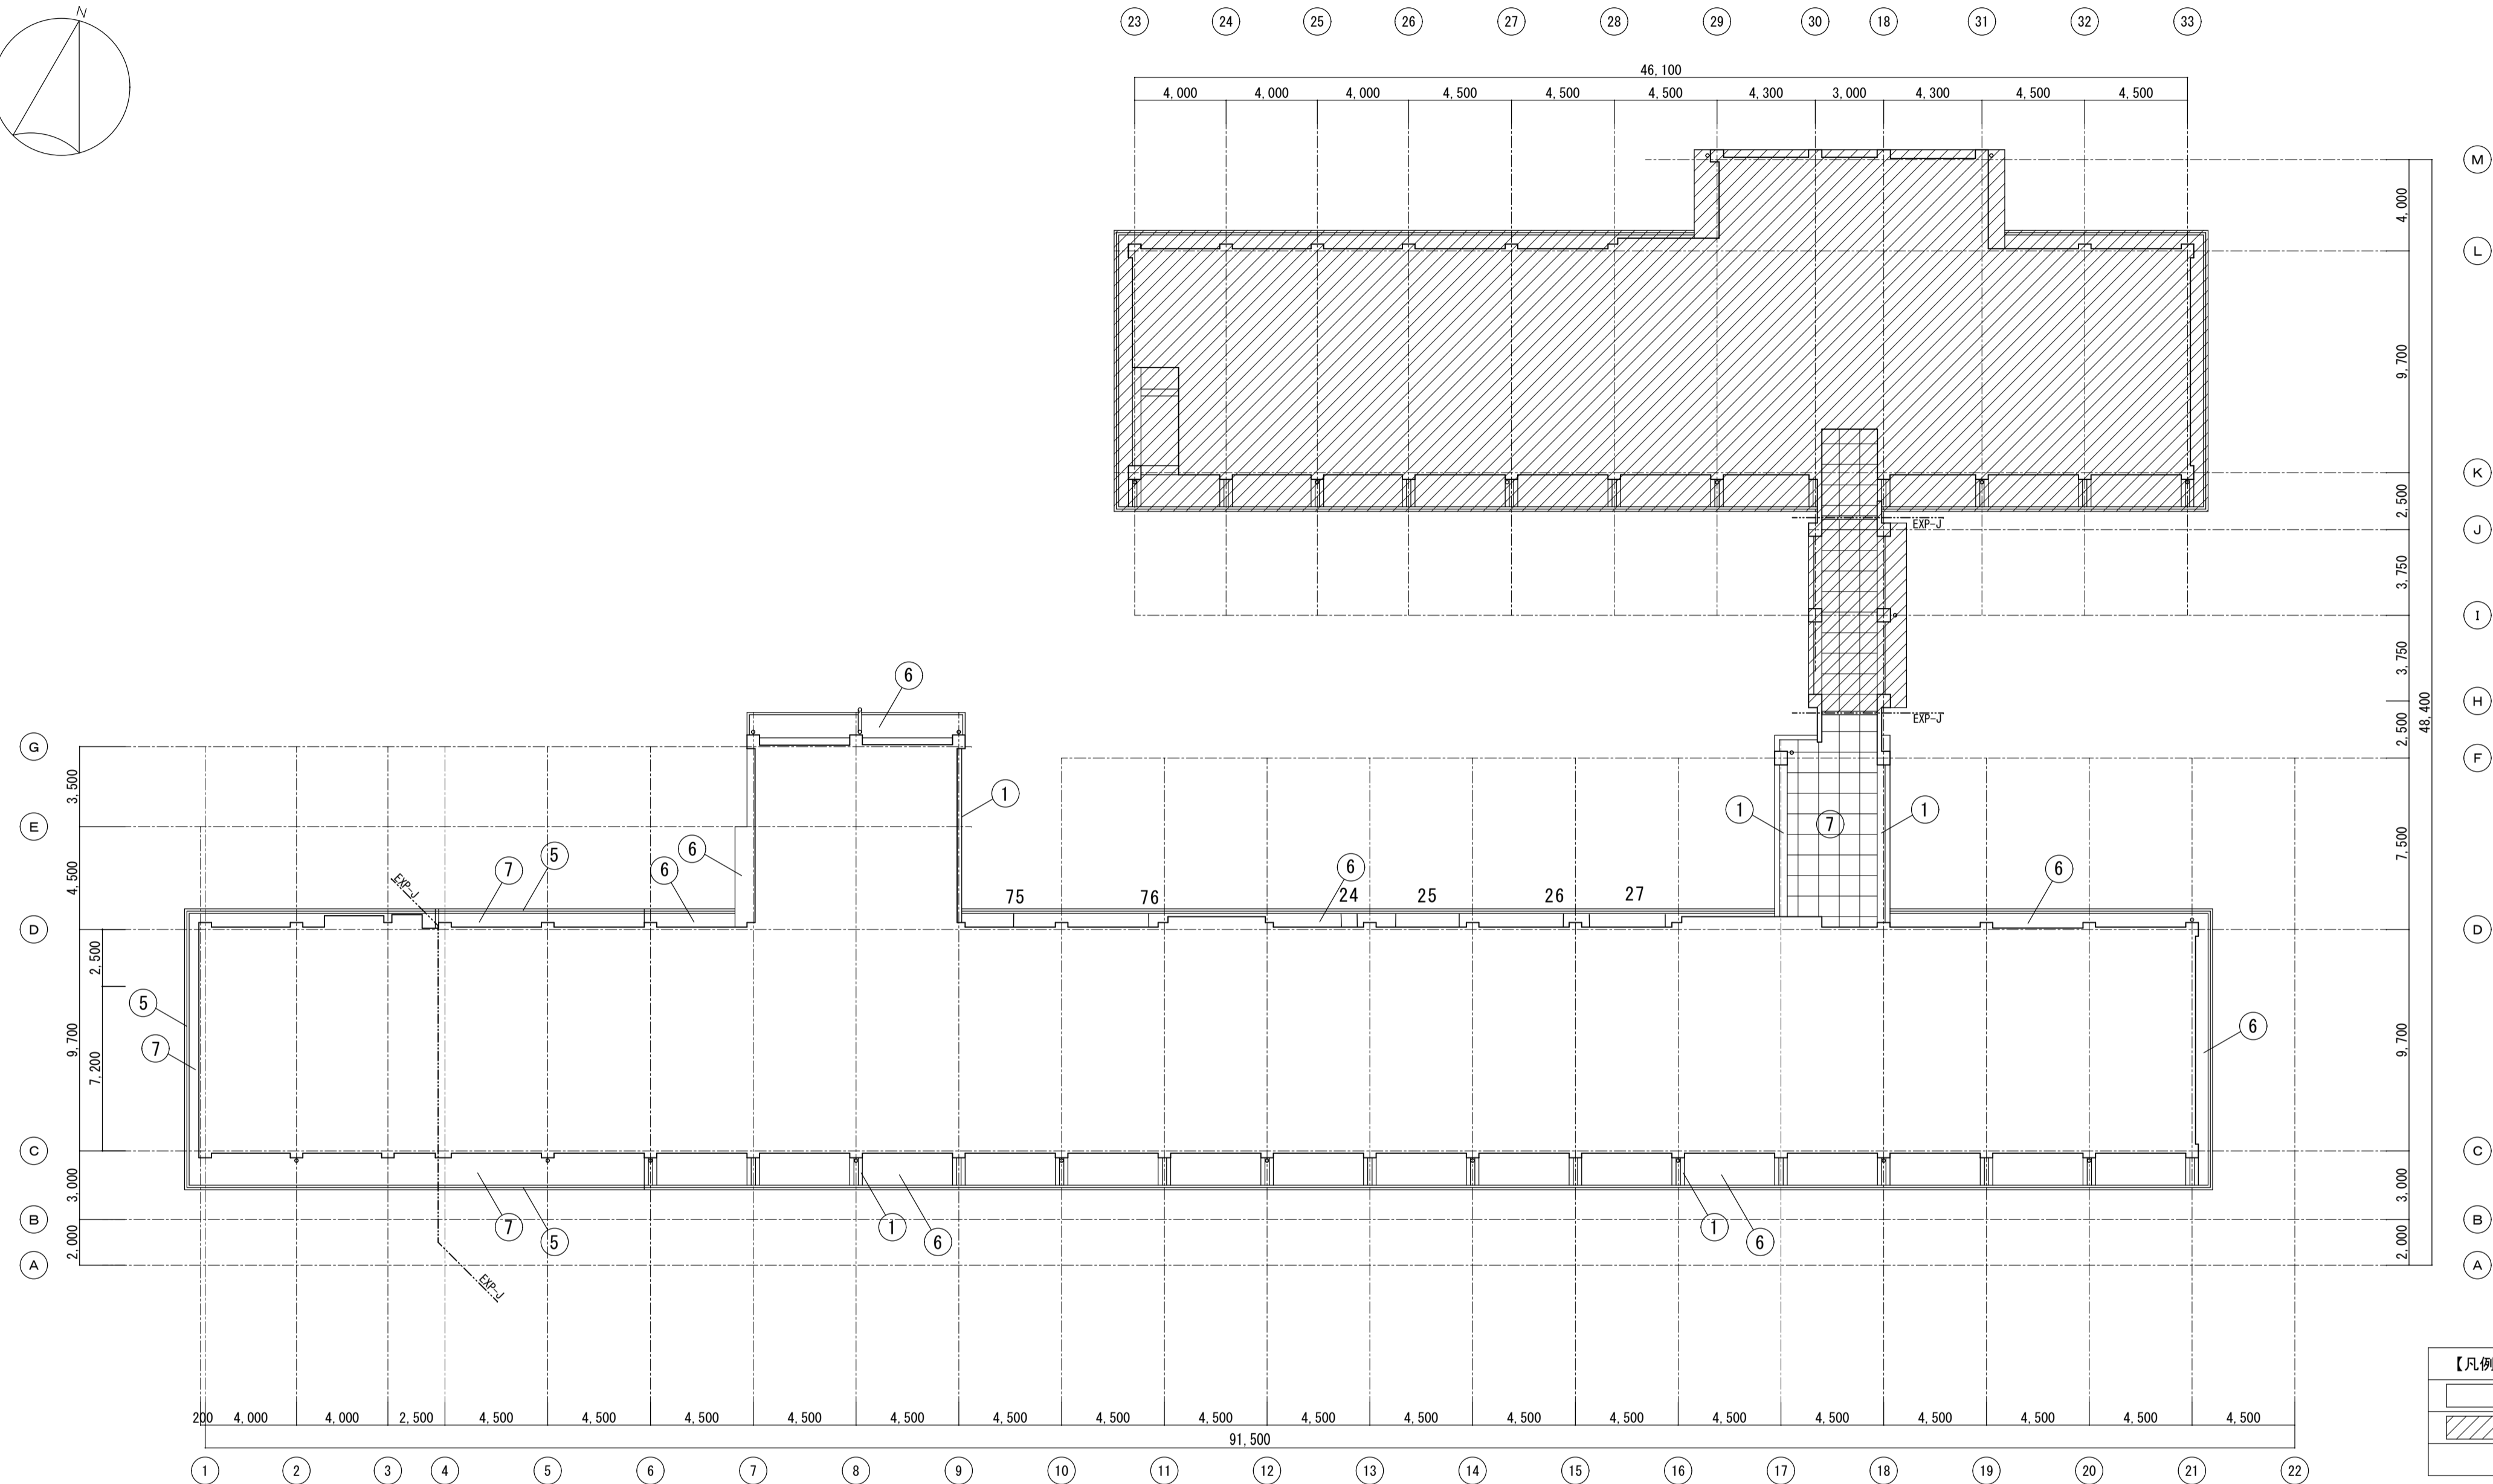 N
23 24 25 26 27 28 29 30 18 31 32 33
46,100
4,000 4,000 4,000 4,500 4,500 4,500 4,300 3,000 4,300 4,500 4,500
M
4,000
L
9,700
K
2,500
EXP-J
J
3,750
I
3,750
H
EXP-J
2,500
48,400
F
6
G
3,500
1
1
7
1
7,500
E
6
5
7
6
6
6
4,500
EXP-J
75 76 24 25 26 27
D
D
2,500
5
6
9,700
7
7,200
9,700
C
C
3,000
7
5
1
6
1
6
3,000
B
B
2,000
2,000
A
A
EXP-J
【凡例
200 4,000 4,000 2,500 4,500 4,500 4,500 4,500 4,500 4,500 4,500 4,500 4,500 4,500 4,500 4,500 4,500 4,500 4,500 4,500 4,500 4,500
91,500
1 2 3 4 5 6 7 8 9 10 11 12 13 14 15 16 17 18 19 20 21 22